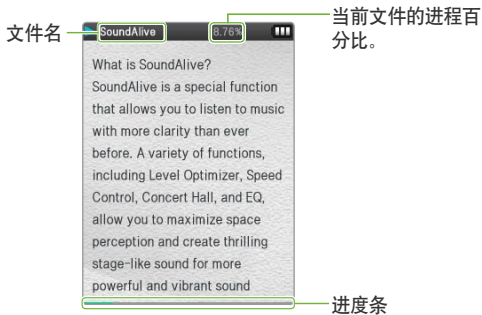 当前文件的进程百
分比。
文件名
SoundAlive
8.76%
What is SoundAlive?
SoundAlive is a special function
that allows you to listen to music
with more clarity than ever
before. A variety of functions,
including Level Optimizer, Speed
Control, Concert Hall, and EQ,
allow you to maximize space
perception and create thrilling
stage-like sound for more
powerful and vibrant sound
进度条